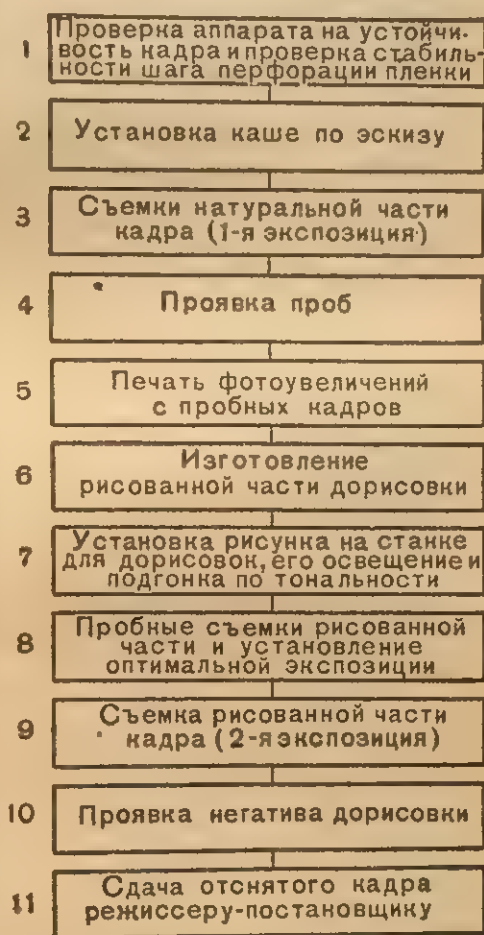 1 Проверка аппарата на устойчи-
вость кадра и проверка стабиль-
ности шага перфорации пленки
2 Установка каше по эскизу
3 Съемки натуральной части
кадра (1-я экспозиция)
4 Проявка проб
5 Печать фотоувеличений
с пробных кадров
6 Изготовление
рисованной части дорисовки
7 Установка рисунка на станке
для дорисовок, его освещение и
подгонка по тональности
8 Пробные съемки рисованной
части и установление
оптимальной экспозиции
9 Съемка рисованной части
кадра (2-я экспозиция)
10 Проявка негатива дорисовки
11 Сдача отснятого кадра
режиссеру-постановщику